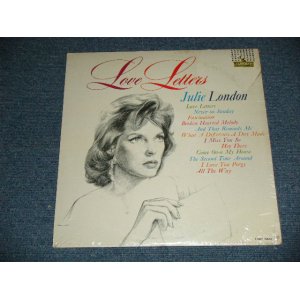 Love Letters
Julie London
Love Letters
Never on Sunday
Fascination
Broken Hearted Melody
And That Reminds Me
What A Difference A Day Made
I Miss You So
Hey There
Come On-a My House
The Second Time Around
I Love You Porgy
All The Way